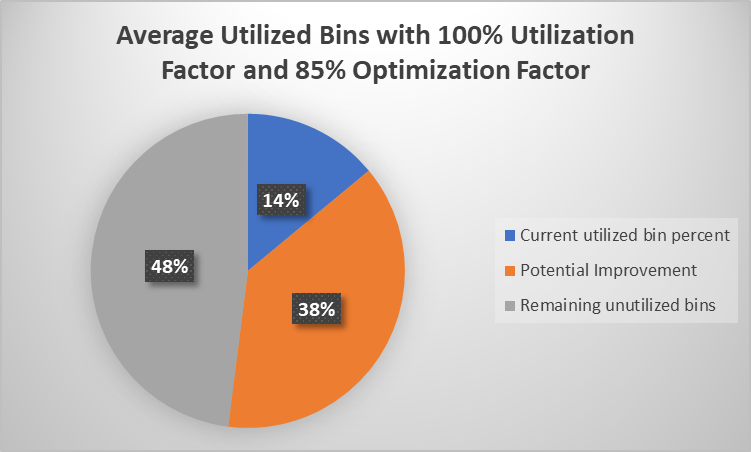 Average Utilized Bins with 100% Utilization
Factor and 85% Optimization Factor
14%
38%
48%
Current utilized bin percent
Potential Improvement
Remaining unutilized bins